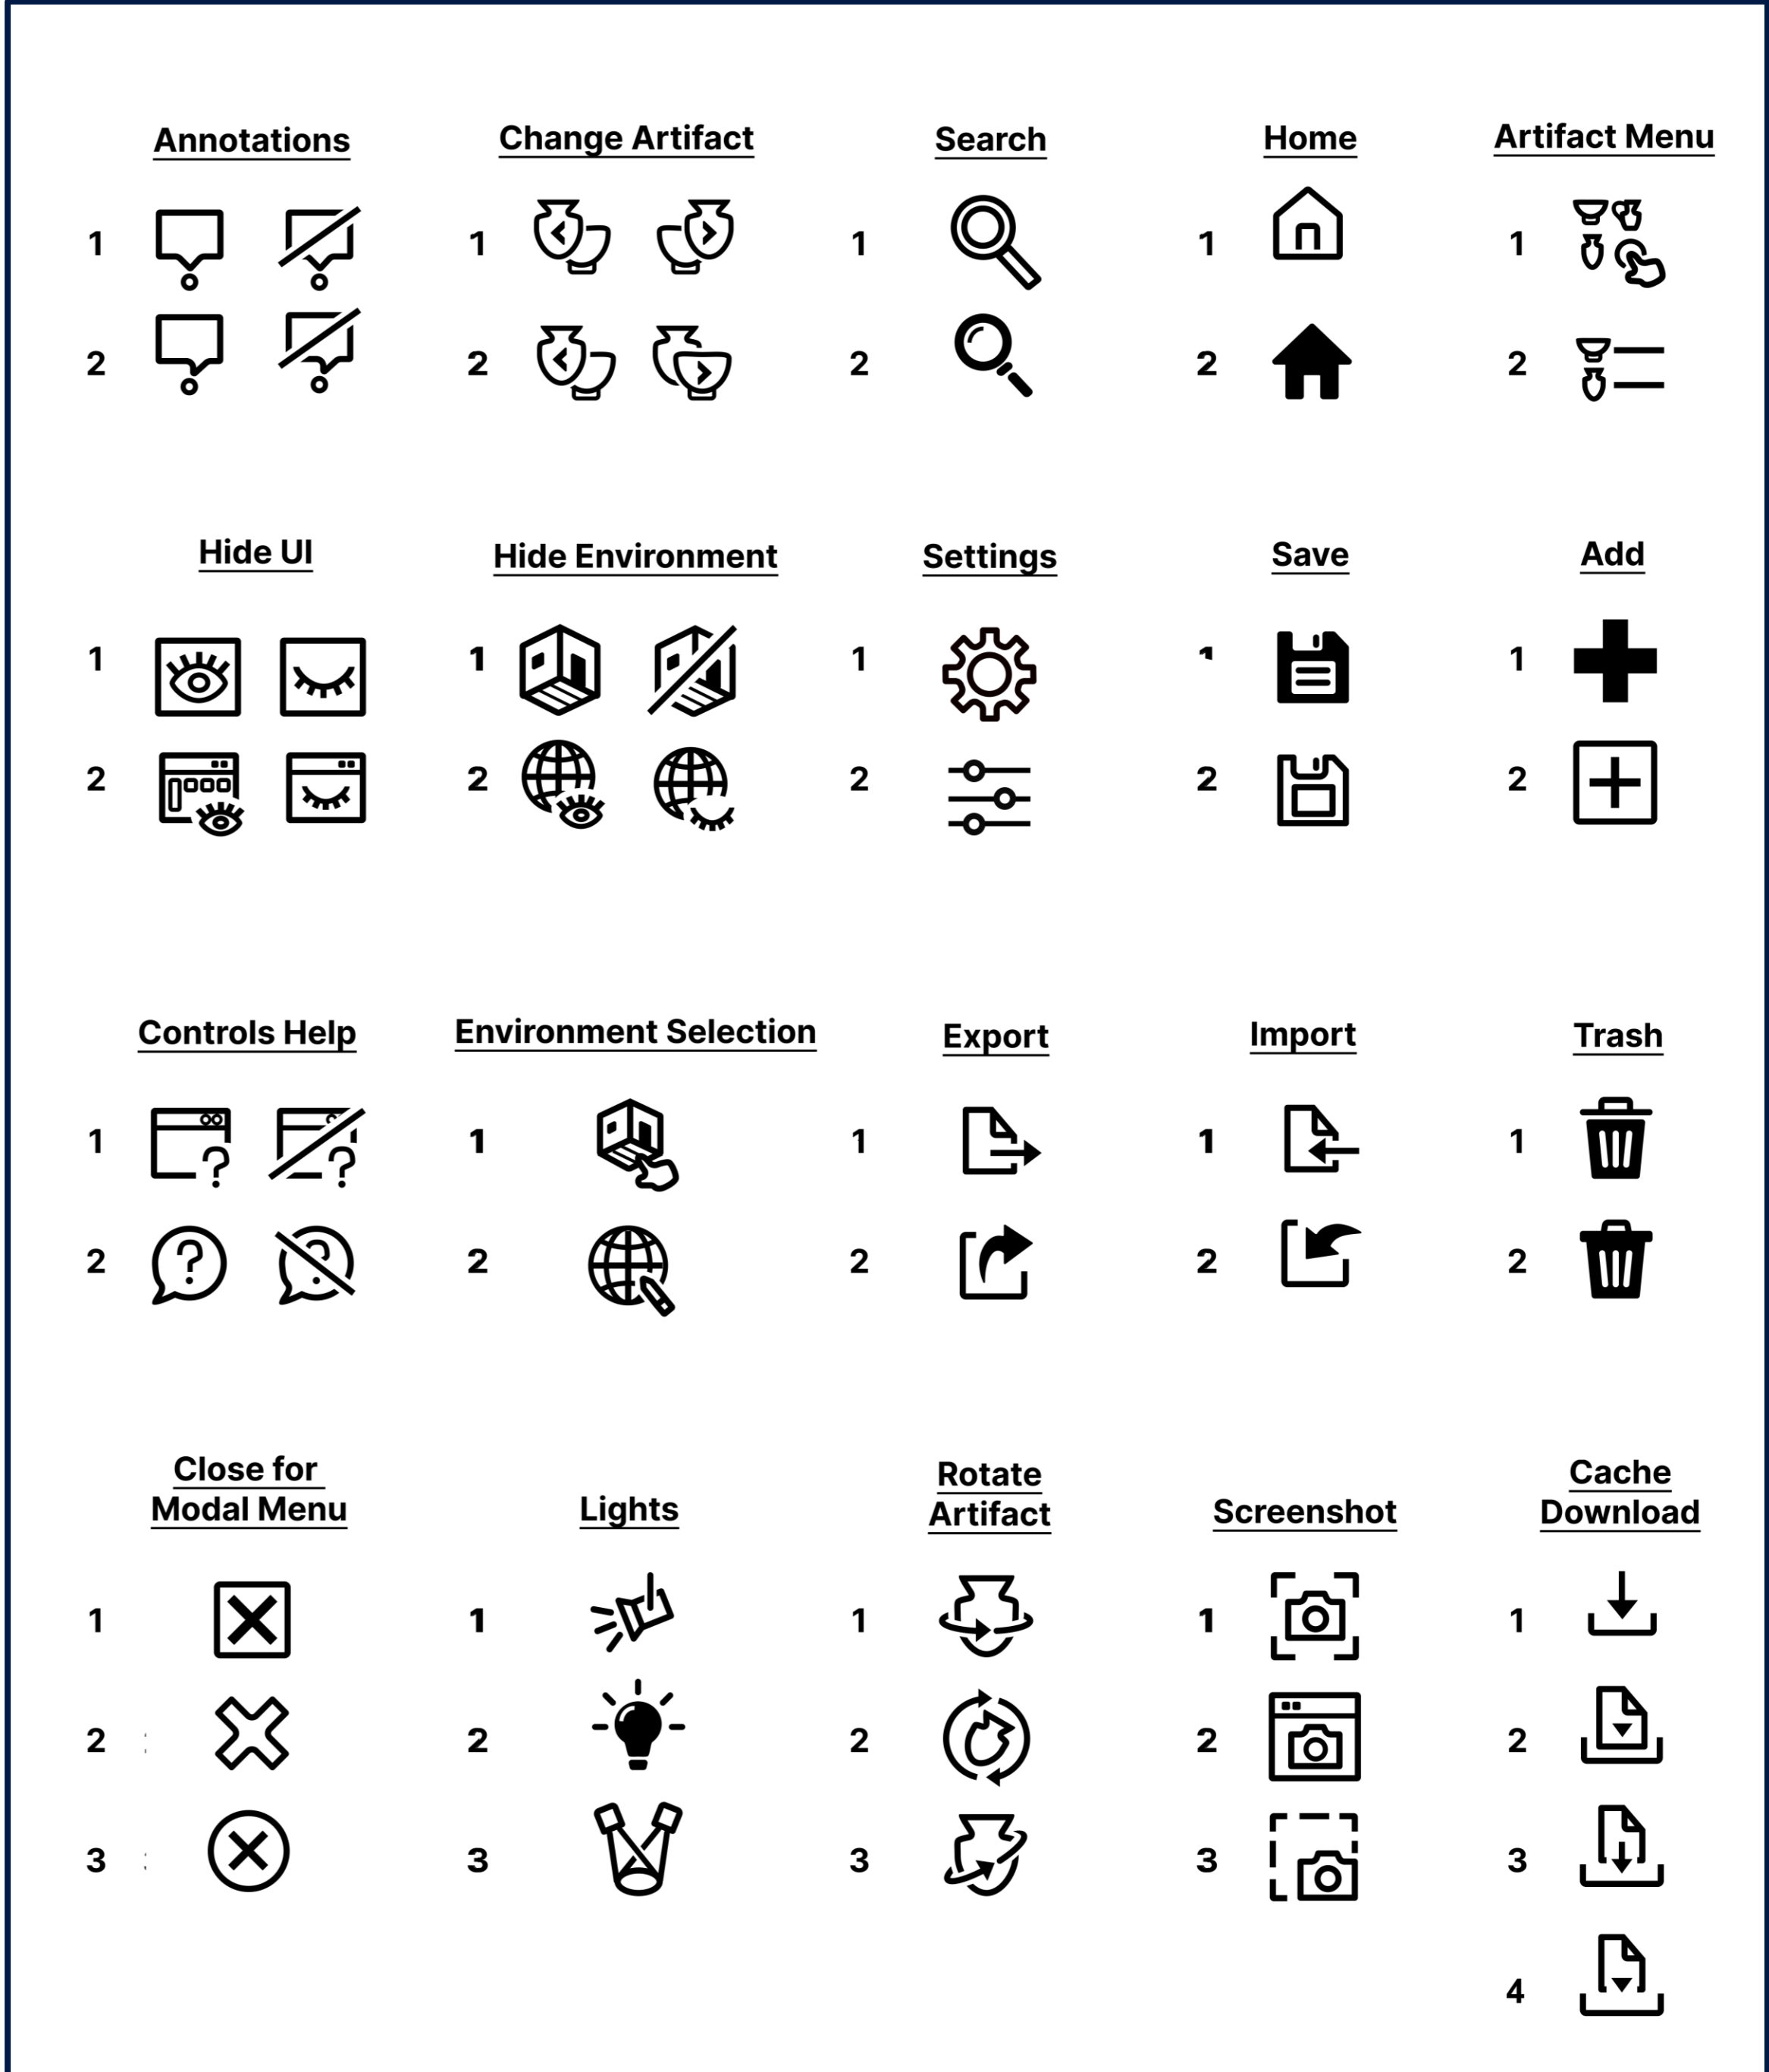 Annotations
1
2
Change Artifact
1
2
Search
1
2
Home
1
2
Artifact Menu
1
2
Hide UI
1
2
Hide Environment
1
2
Settings
1
2
Save
1
2
Add
1
2
Controls Help
1
2
Environment Selection
1
2
Export
1
2
Import
1
2
Trash
1
2
Close for
Modal Menu
1
2
3
Lights
1
2
3
Rotate
Artifact
1
2
3
Screenshot
1
2
3
Cache
Download
1
2
3
4